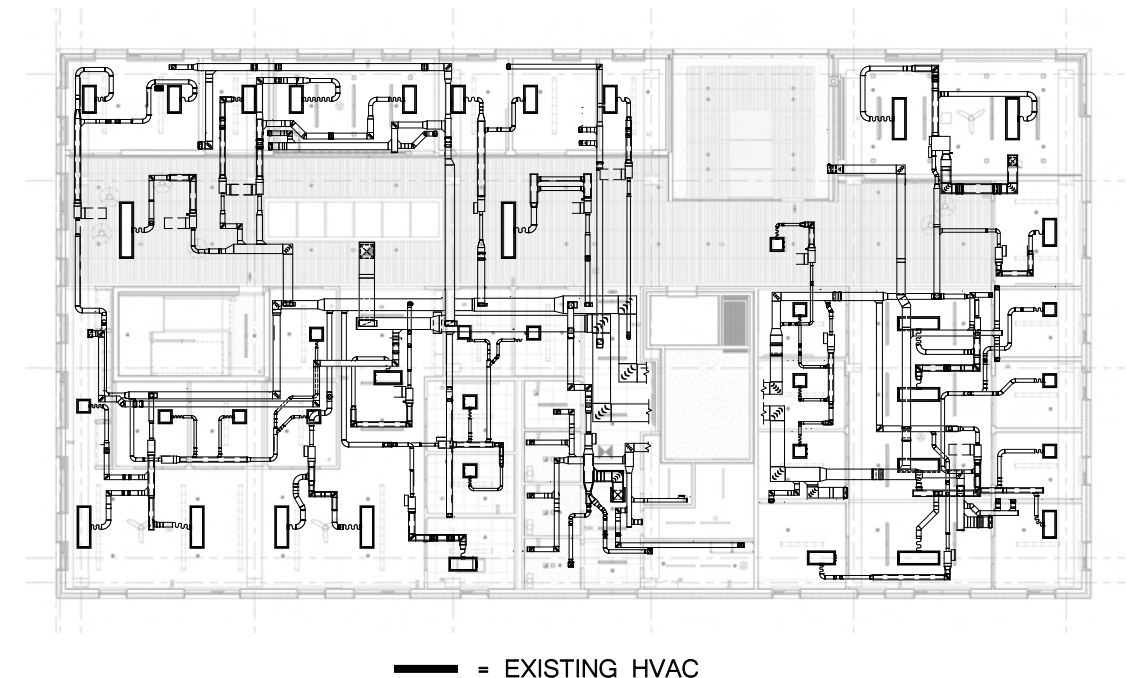 = EXISTING HVAC